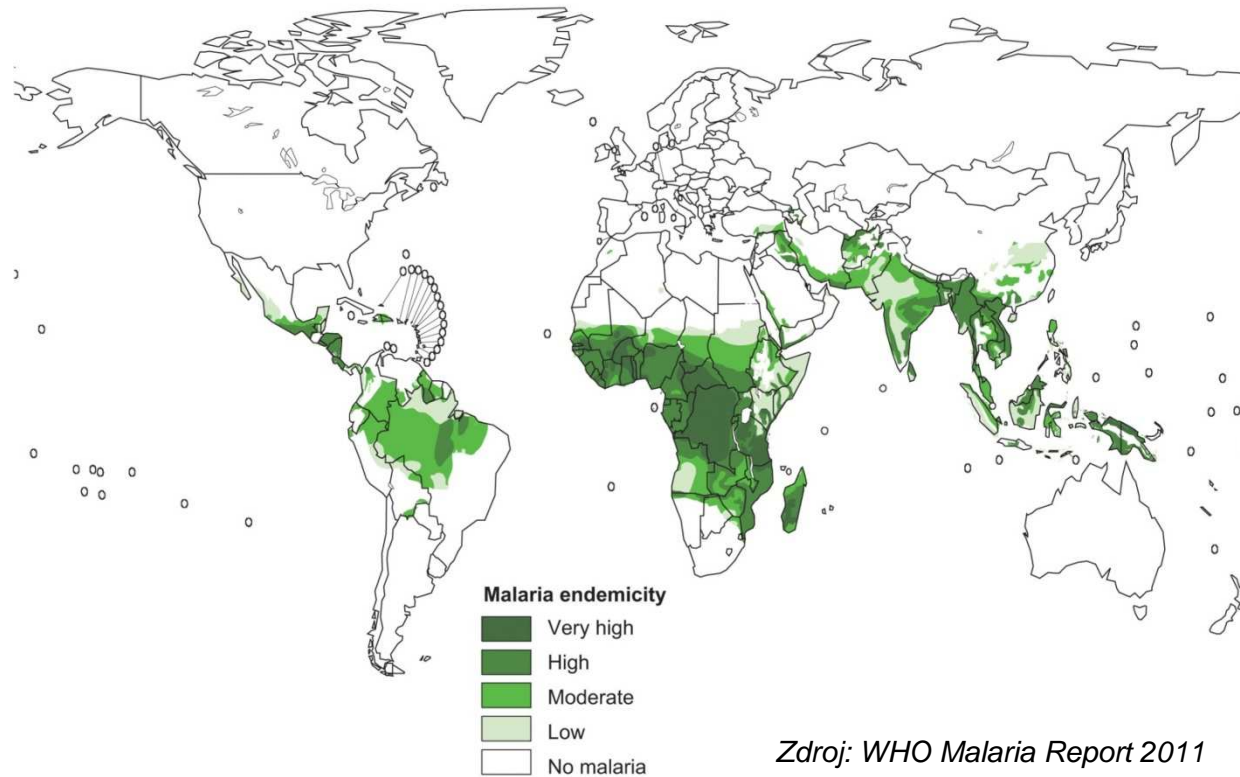 Malaria endemicity
Very high
High
Moderate
Low
No malaria
Zdroj: WHO Malaria Report 2011